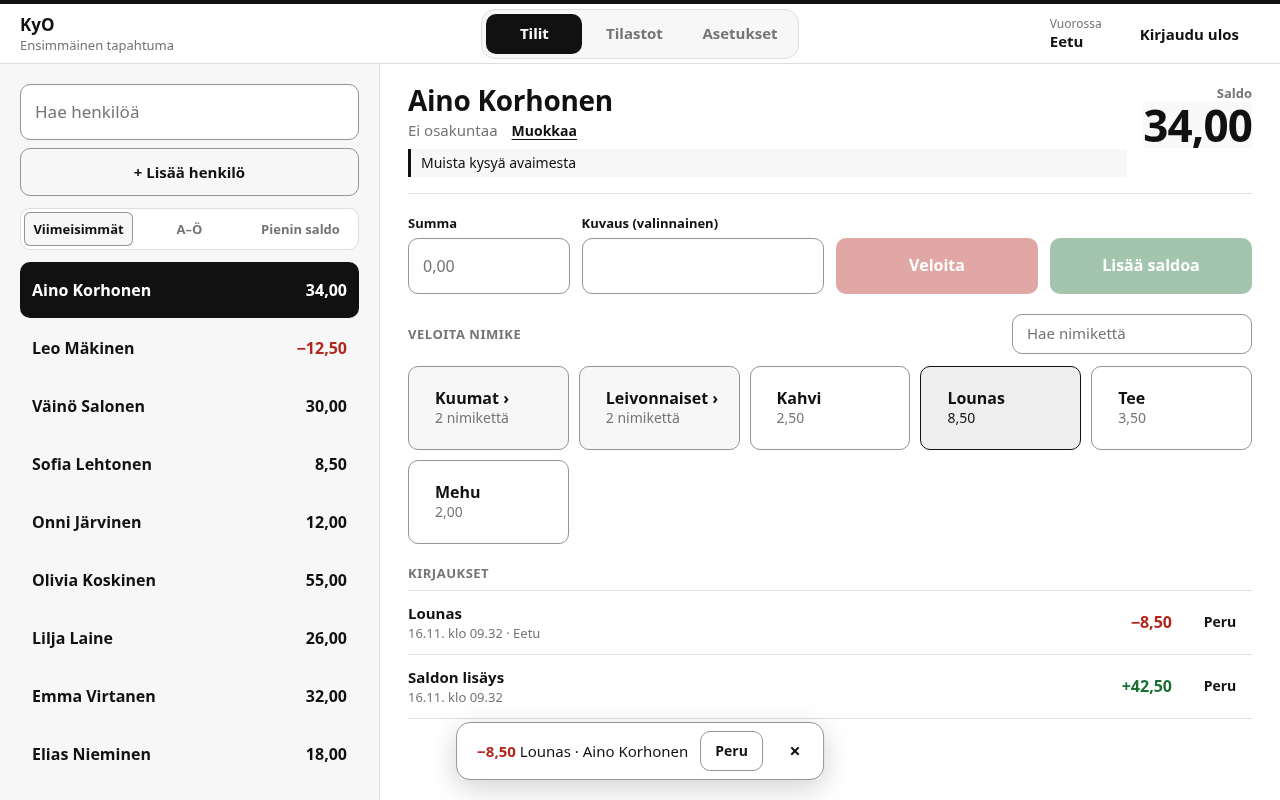 KyO
Ensimmäinen tapahtuma
Tilit
Tilastot
Asetukset
Vuorossa
Eetu
Kirjaudu ulos
Hae henkilöä
+ Lisää henkilö
Viimeisimmät
A–Ö
Pienin saldo
Aino Korhonen 34,00
Leo Mäkinen −12,50
Väinö Salonen 30,00
Sofia Lehtonen 8,50
Onni Järvinen 12,00
Olivia Koskinen 55,00
Lilja Laine 26,00
Emma Virtanen 32,00
Elias Nieminen 18,00
Aino Korhonen
Ei osakuntaa Muokkaa
Muista kysyä avaimesta
Saldo
34,00
Summa
0,00
Kuvaus (valinnainen)
Veloita
Lisää saldoa
VELOITA NIMIKE
Hae nimikettä
Kuumat ›
2 nimikettä
Leivonnaiset ›
2 nimikettä
Kahvi
2,50
Lounas
8,50
Tee
3,50
Mehu
2,00
KIRJAUKSET
Lounas
16.11. klo 09.32 · Eetu
−8,50 Peru
Saldon lisäys
16.11. klo 09.32
+42,50 Peru
−8,50 Lounas · Aino Korhonen Peru ×